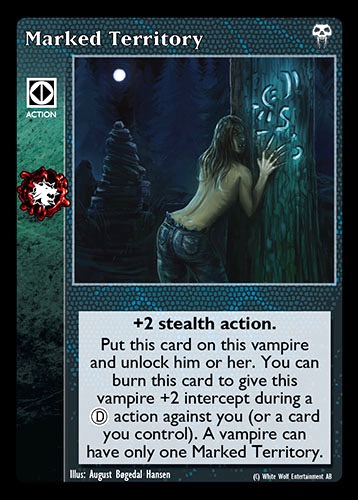 Marked Territory
ACTION
+2 stealth action.
Put this card on this vampire
and unlock him or her. You can
burn this card to give this
vampire +2 intercept during a
Ⓓ action against you (or a card
you control). A vampire can
have only one Marked Territory.
Illus: August Bøgedal Hansen
(C) White Wolf Entertainment AB